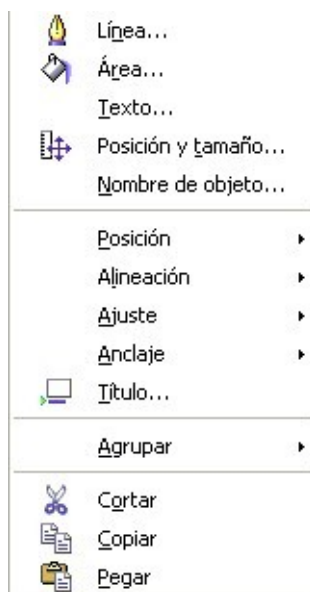 Línea...
Área...
Texto...
Posición y tamaño...
Nombre de objeto...
Posición
Alineación
Ajuste
Anclaje
Título...
Agrupar
Cortar
Copiar
Pegar